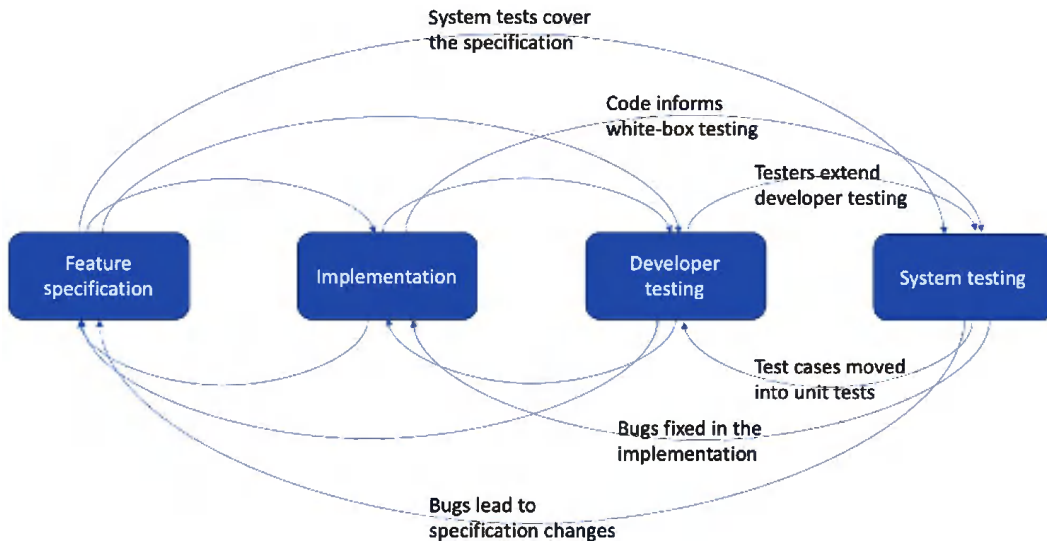 System tests cover
the specification
Code informs
white-box testing
Testers extend
developer testing
Feature
specification
Implementation
Developer
testing
System testing
Test cases moved
into unit tests
Bugs fixed in the
implementation
Bugs lead to
specification changes